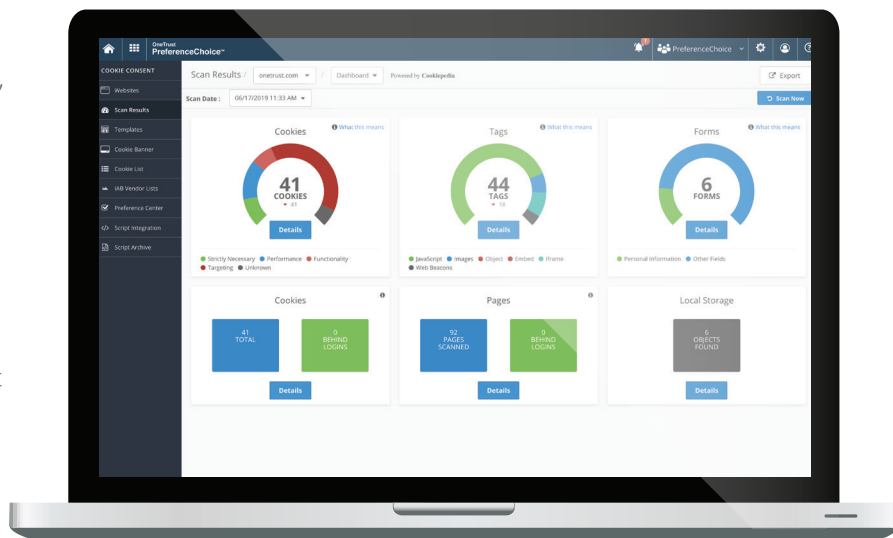 OneTrust
PreferenceChoice™
7
PreferenceChoice
COOKIE CONSENT
Websites
Scan Results
Templates
Cookie Banner
Cookie List
IAB Vendor Lists
Preference Center
Script Integration
Script Archive
Scan Results / onetrust.com / Dashboard Powered by Cookiepedia
Export
Scan Date : 06/17/2019 11:33 AM
Scan Now
What this means
Cookies
41
COOKIES
41
Details
Strictly Necessary Performance Functionality
Targeting Unknown
What this means
Tags
44
TAGS
Details
JavaScript Images Object Embed Iframe
Web Beacons
What this means
Forms
6
FORMS
Details
Personal Information Other Fields
Cookies
41
TOTAL
0
BEHIND
LOGINS
Details
Pages
92
PAGES
SCANNED
0
BEHIND
LOGINS
Details
Local Storage
6
OBJECTS
FOUND
Details